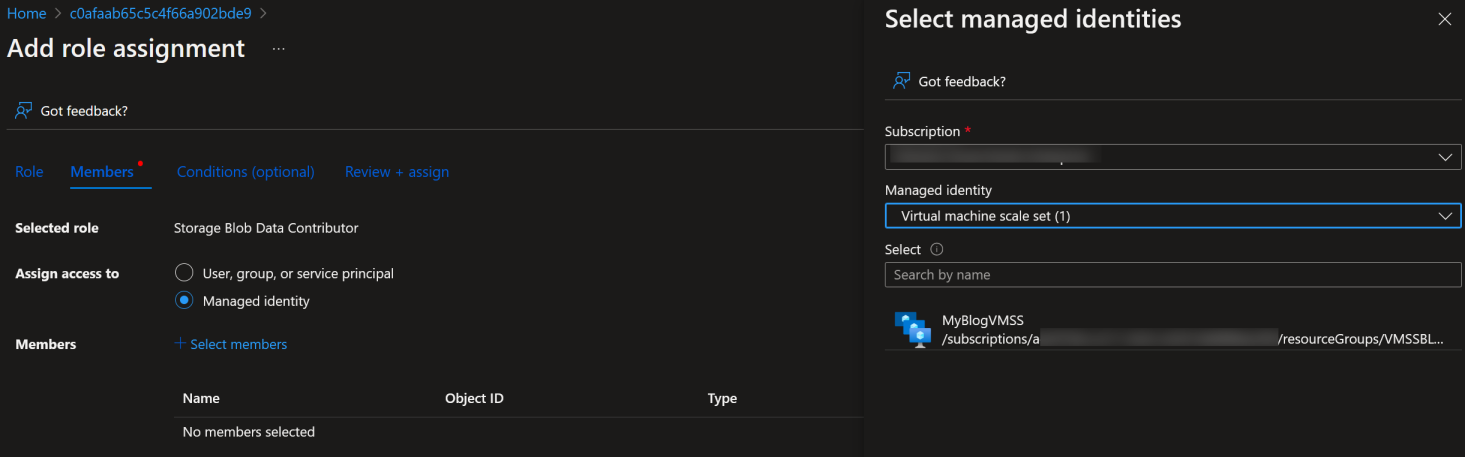 Home > c0afaab65c5c4f66a902bde9 >
Add role assignment ...
Got feedback?
Role Members Conditions (optional) Review + assign
Selected role Storage Blob Data Contributor
Assign access to User, group, or service principal
Managed identity
Members + Select members
Name Object ID Type
No members selected
Select managed identities
Got feedback?
Subscription *
Managed identity
Virtual machine scale set (1)
Select
Search by name
MyBlogVMSS
/subscriptions/a /resourceGroups/VMSSBL...